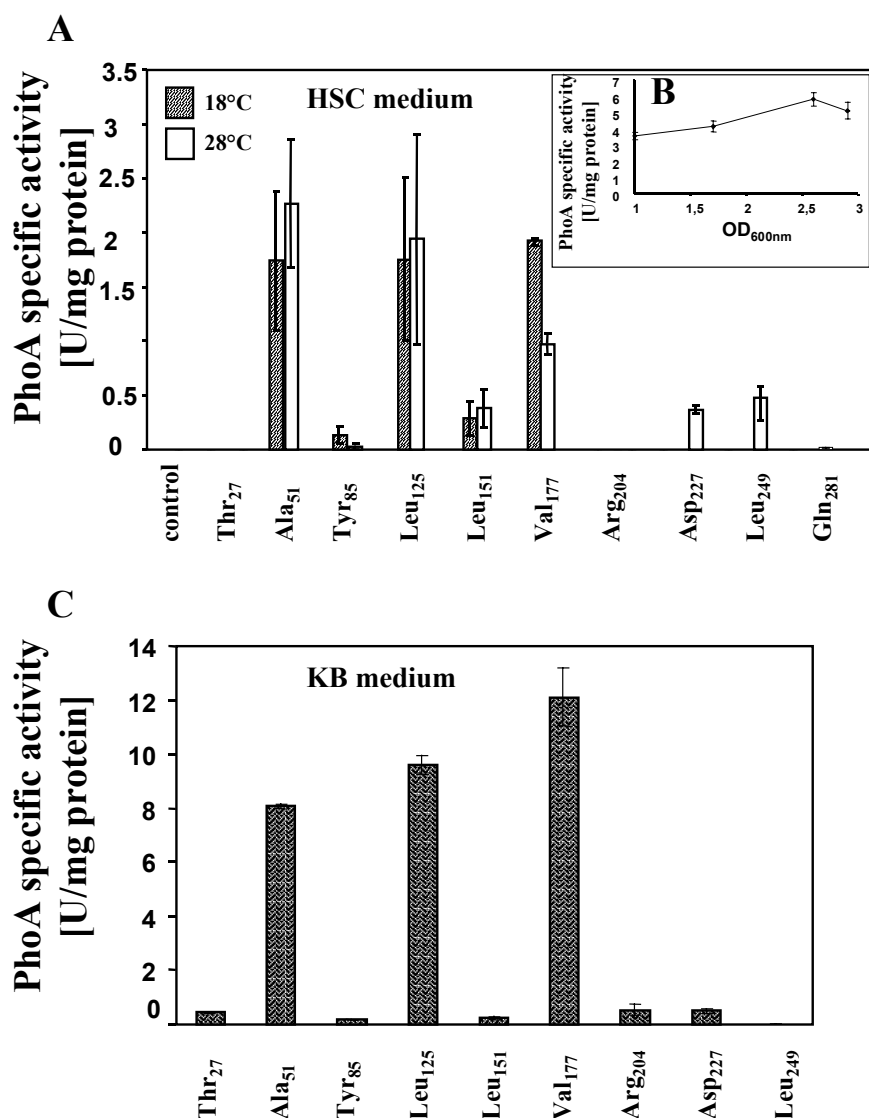 A
PhoA specific activity
[U/mg protein]
3.5
3
2.5
2
1.5
1
0.5
0
18°C
28°C
HSC medium
B
PhoA specific activity
[U/mg protein]
7
6
5
4
3
2
1
0
1 1,5 2 2,5 3
OD600nm
control Thr27 Ala51 Tyr85 Leu125 Leu151 Val177 Arg204 Asp227 Leu249 Gln281
C
PhoA specific activity
[U/mg protein]
14
12
10
8
6
4
2
0
KB medium
Thr27 Ala51 Tyr85 Leu125 Leu151 Val177 Arg204 Asp227 Leu249